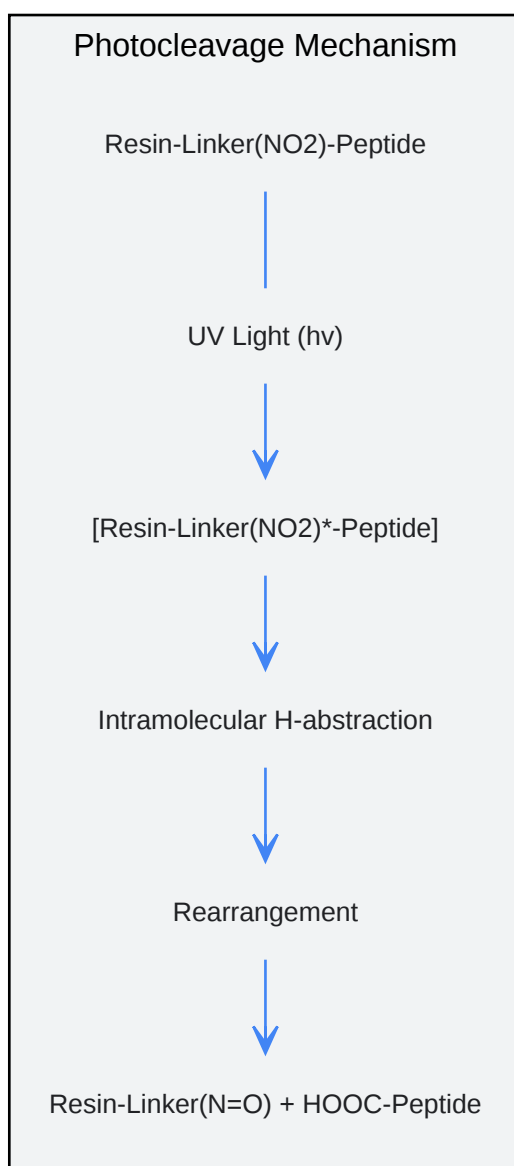 Photocleavage Mechanism
Resin-Linker(NO2)-Peptide
UV Light (hv)
[Resin-Linker(NO2)*-Peptide]
Intramolecular H-abstraction
Rearrangement
Resin-Linker(N=O) + HOOC-Peptide